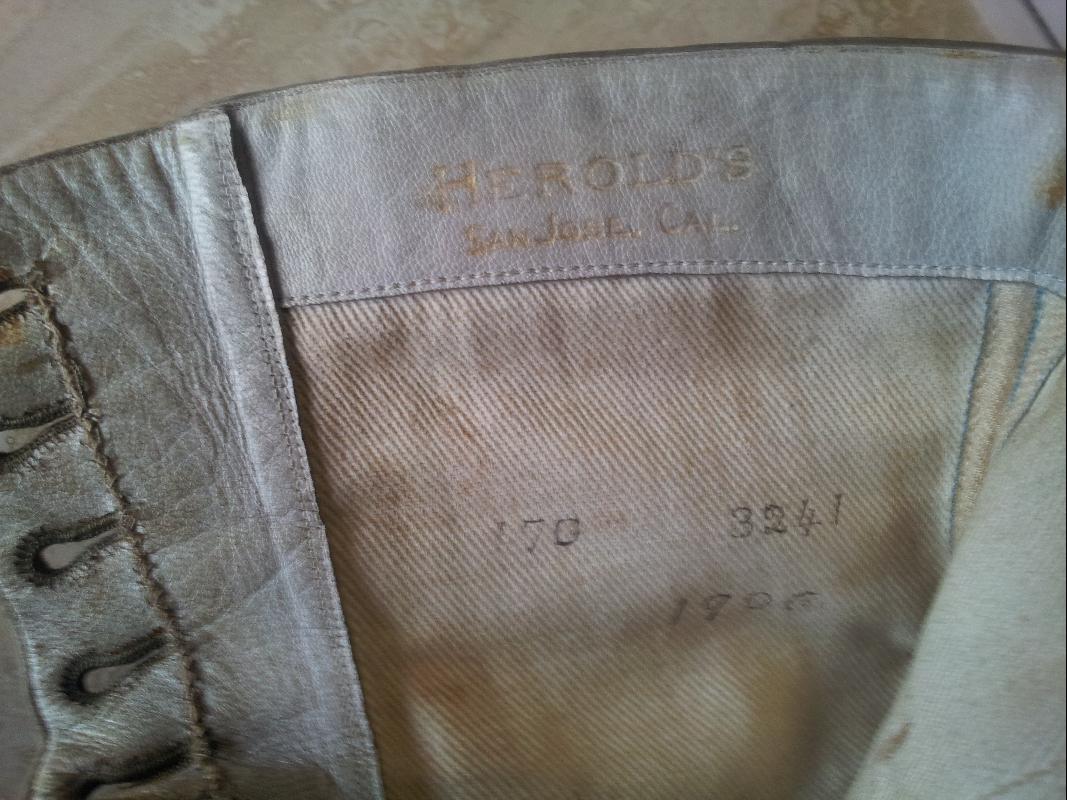 HEROLD'S
SAN JOSE, CAL.
170 3241